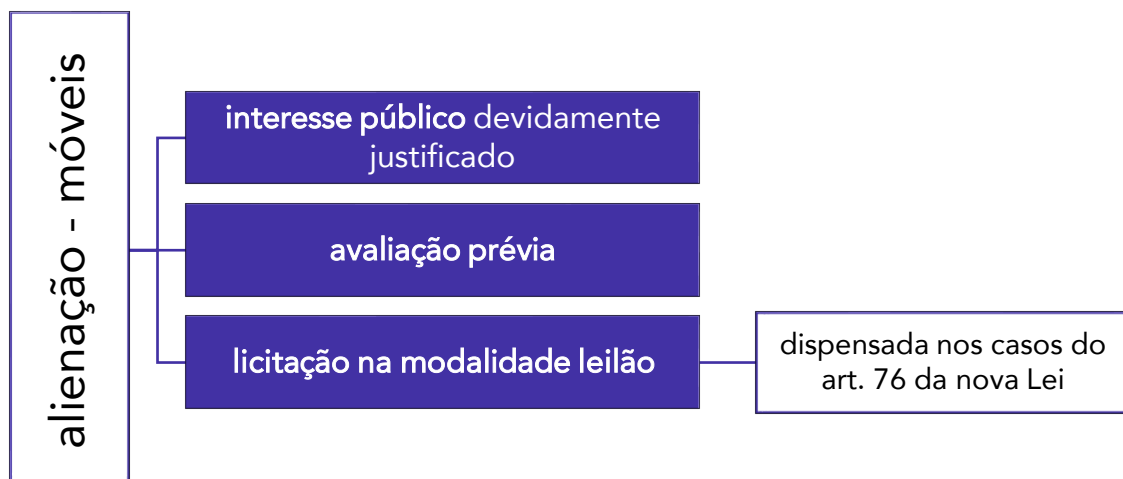 alienação - móveis
interesse público devidamente
justificado
avaliação prévia
licitação na modalidade leilão
dispensada nos casos do
art. 76 da nova Lei